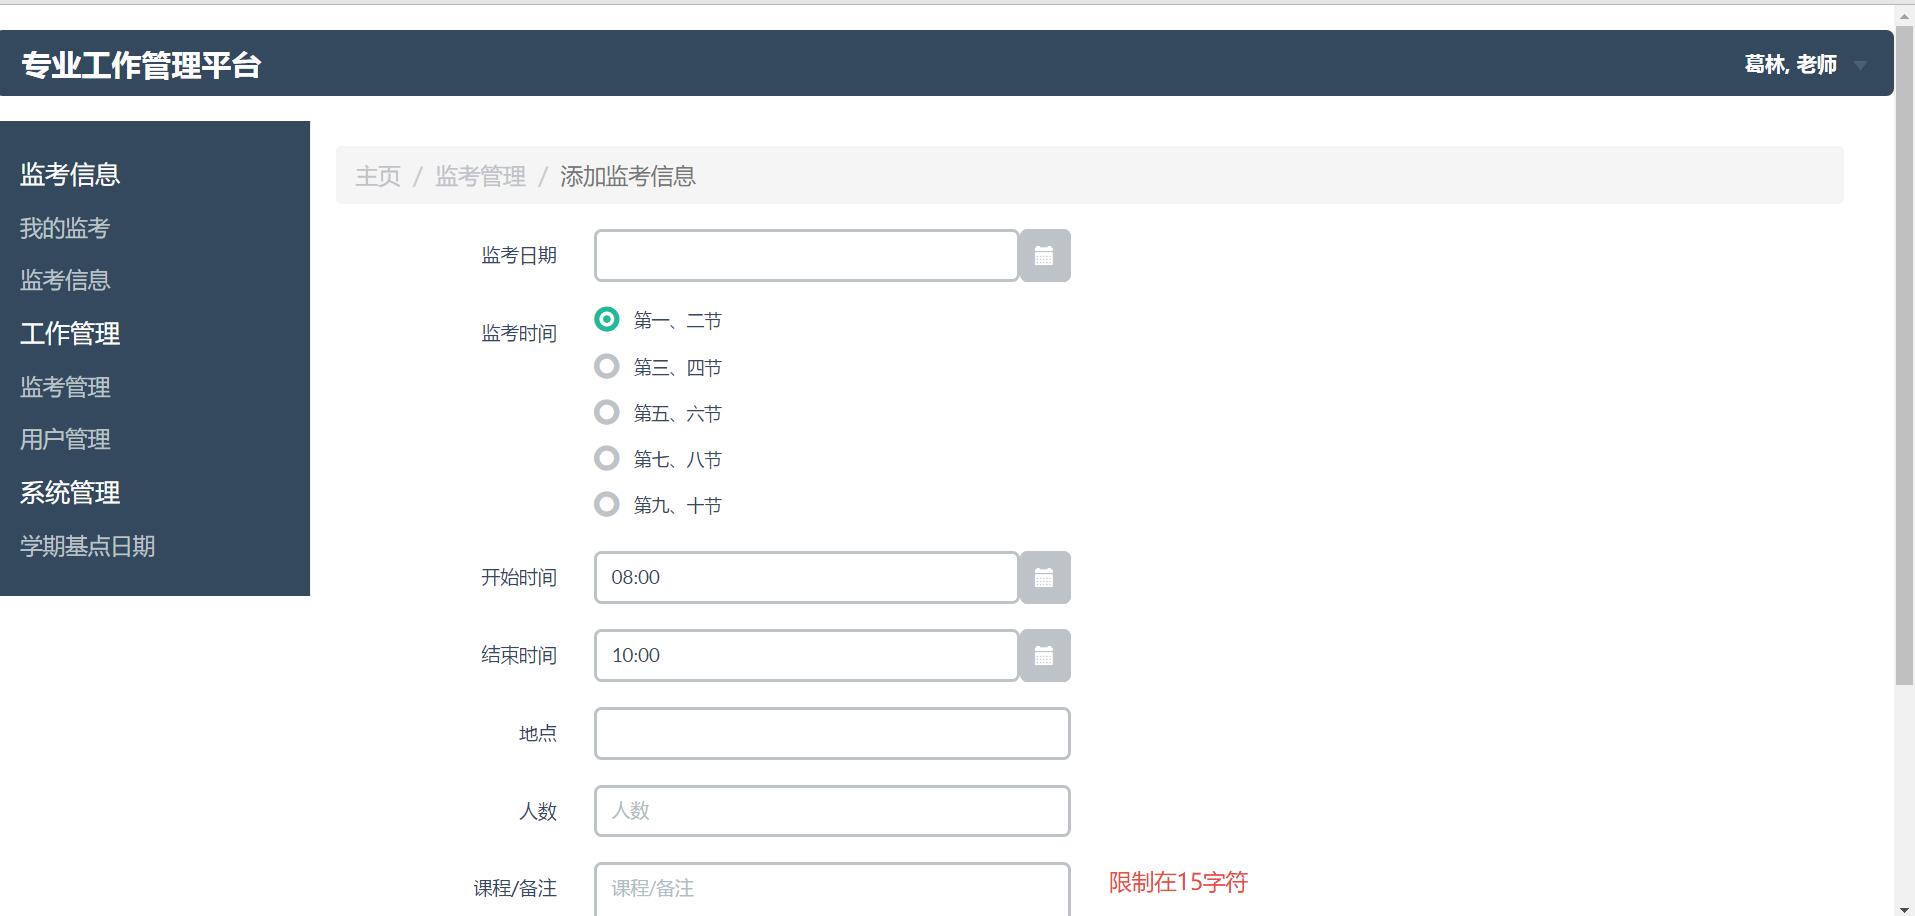 专业工作管理平台
葛林, 老师
监考信息
我的监考
监考信息
工作管理
监考管理
用户管理
系统管理
学期基点日期
主页 / 监考管理 / 添加监考信息
监考日期
监考时间
第一、二节
第三、四节
第五、六节
第七、八节
第九、十节
开始时间 08:00
结束时间 10:00
地点
人数 人数
课程/备注 课程/备注 限制在15字符